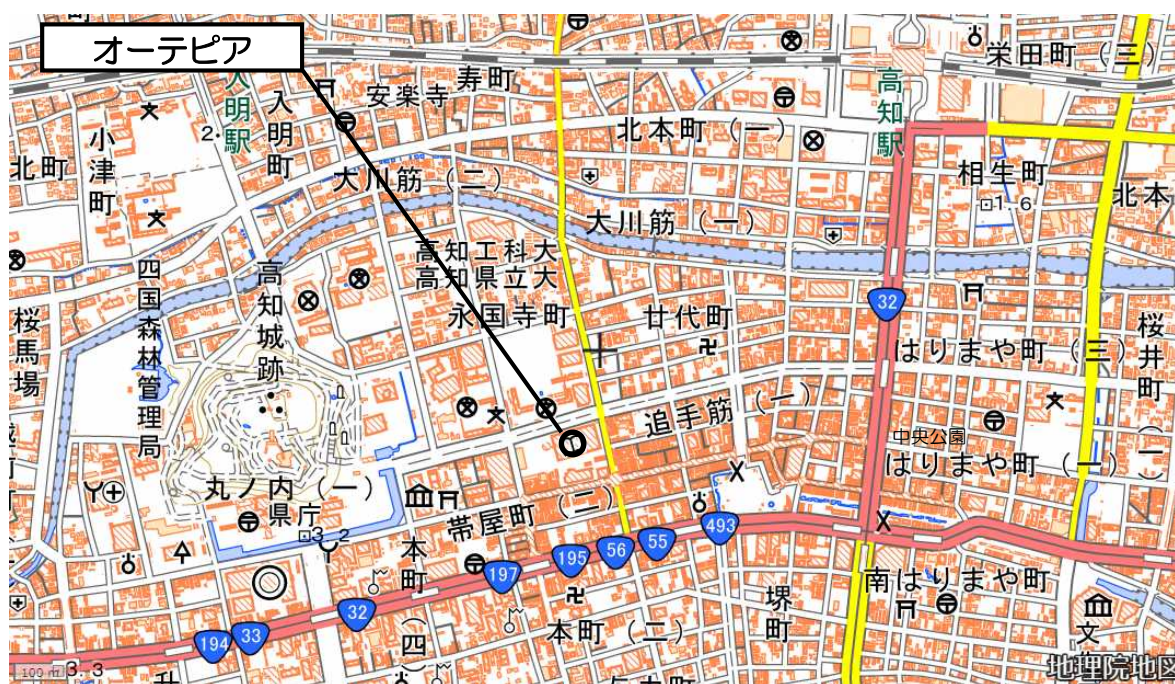 オーテピア
寿町
栄田町(三)
入明駅
入明町
安楽寺
高知駅
北本町(一)
小津町
北町
2
大川筋(二)
相生町
1.6
北本
大川筋(一)
高知工科大
高知県立大
四国森林管理局
高知城跡
永国寺町
廿代町
32
桜馬場
はりまや町(三)
桜井町(一)
追手筋(一)
中央公園
はりまや町(一)
丸ノ内(一)
県庁
3.2
帯屋町(二)
493
55
56
195
197
本町(四)
32
33
194
南はりまや町
堺町
本町(二)
文
3.3
100 m
升
地理院地図